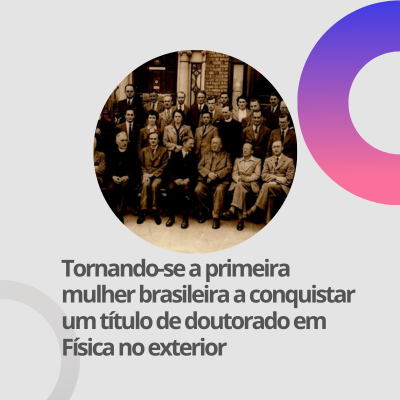 Tornando-se a primeira
mulher brasileira a conquistar
um título de doutorado em
Física no exterior